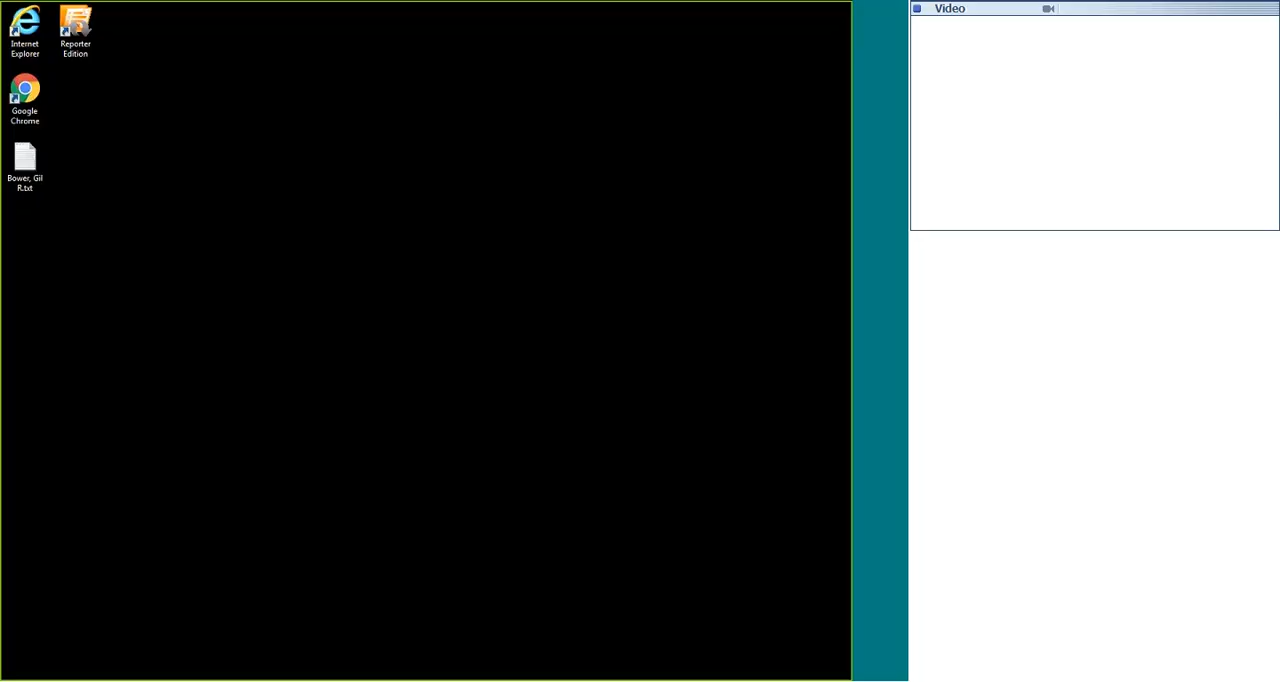 Internet
Explorer
Reporter
Edition
Google
Chrome
Bower, Gil
R.txt
Video